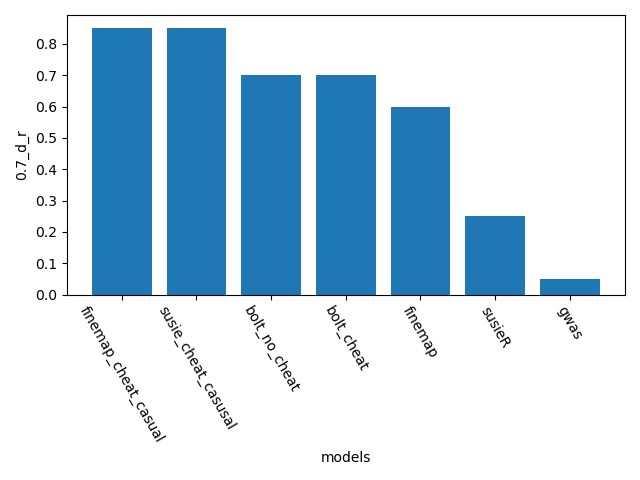 0.7_d_r
0.8
0.7
0.6
0.5
0.4
0.3
0.2
0.1
0.0
finemap_cheat_casual
susie_cheat_casusal
bolt_no_cheat
bolt_cheat
finemap
susieR
gwas
models